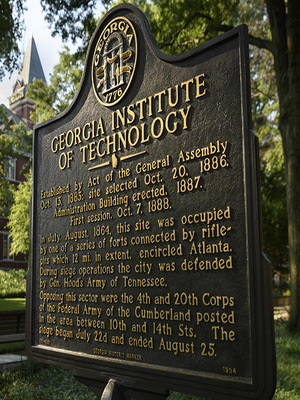 GEORGIA
1776
GEORGIA INSTITUTE
OF TECHNOLOGY
Established by Act of the General Assembly
Oct. 13, 1885; site selected Oct. 20, 1886.
Administration Building erected, 1887.
First session, Oct. 7, 1888.
In July, August, 1864, this site was occupied
by one of a series of forts connected by rifle-
pits which 12 mi. in extent, encircled Atlanta.
During siege operations the city was defended
by Gen. Hood's Army of Tennessee.
Opposing this sector were the 4th and 20th Corps
of the Federal Army of the Cumberland posted
in the area between 10th and 14th Sts. The
siege began July 22d and ended August 25.
GEORGIA HISTORIC MARKER
1954